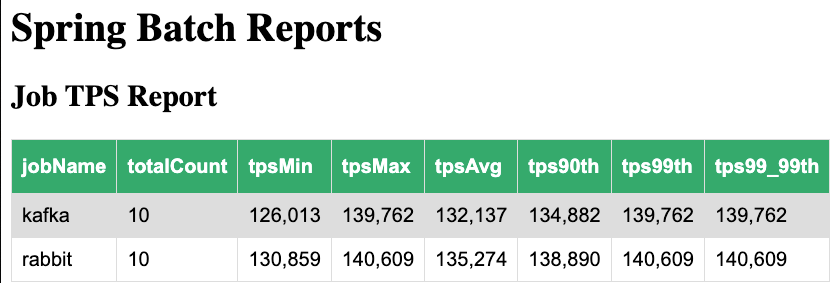 Spring Batch Reports
Job TPS Report
jobName totalCount tpsMin tpsMax tpsAvg tps90th tps99th tps99_99th
kafka 10 126,013 139,762 132,137 134,882 139,762 139,762
rabbit 10 130,859 140,609 135,274 138,890 140,609 140,609